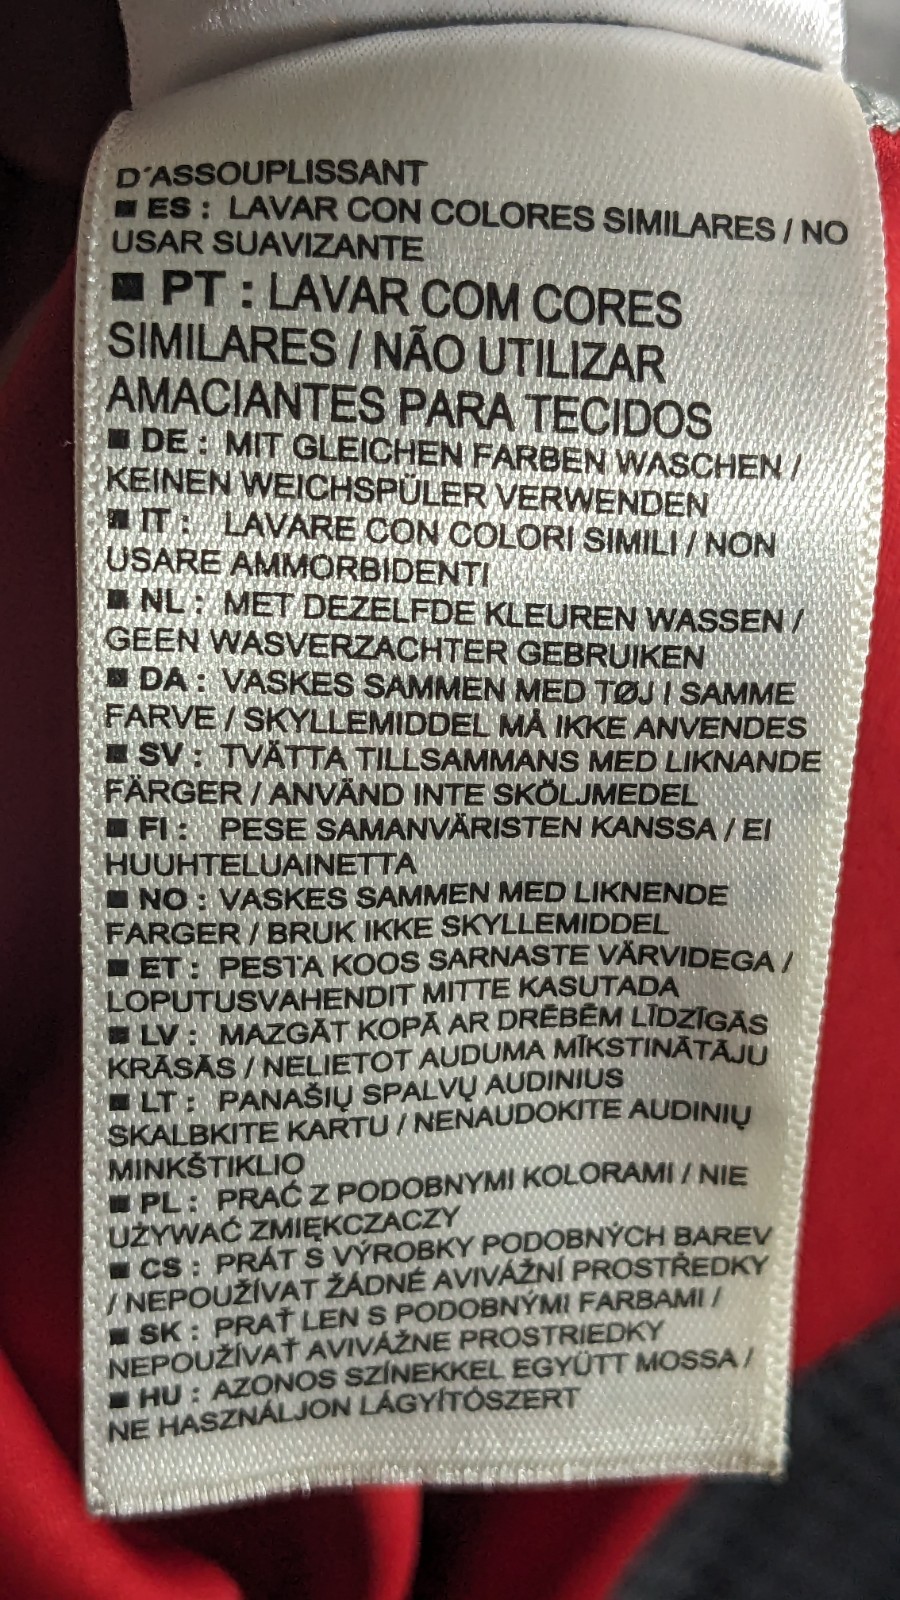 D´ASSOUPLISSANT
■ ES : LAVAR CON COLORES SIMILARES / NO
USAR SUAVIZANTE
■ PT : LAVAR COM CORES
SIMILARES / NÃO UTILIZAR
AMACIANTES PARA TECIDOS
■ DE : MIT GLEICHEN FARBEN WASCHEN /
KEINEN WEICHSPÜLER VERWENDEN
■ IT : LAVARE CON COLORI SIMILI / NON
USARE AMMORBIDENTI
■ NL : MET DEZELFDE KLEUREN WASSEN /
GEEN WASVERZACHTER GEBRUIKEN
■ DA : VASKES SAMMEN MED TØJ I SAMME
FARVE / SKYLLEMIDDEL MÅ IKKE ANVENDES
■ SV : TVÄTTA TILLSAMMANS MED LIKNANDE
FÄRGER / ANVÄND INTE SKÖLJMEDEL
■ FI : PESE SAMANVÄRISTEN KANSSA / EI
HUUHTELUAINETTA
■ NO : VASKES SAMMEN MED LIKNENDE
FARGER / BRUK IKKE SKYLLEMIDDEL
■ ET : PESTA KOOS SARNASTE VÄRVIDEGA /
LOPUTUSVAHENDIT MITTE KASUTADA
■ LV : MAZGĀT KOPĀ AR DRĒBĒM LĪDZĪGĀS
KRĀSĀS / NELIETOT AUDUMA MĪKSTINĀTĀJU
■ LT : PANAŠIŲ SPALVŲ AUDINIUS
SKALBKITE KARTU / NENAUDOKITE AUDINIŲ
MINKŠTIKLIO
■ PL : PRAĆ Z PODOBNYMI KOLORAMI / NIE
UŻYWAĆ ZMIĘKCZACZY
■ CS : PRÁT S VÝROBKY PODOBNÝCH BAREV
/ NEPOUŽÍVAT ŽÁDNÉ AVIVÁŽNÍ PROSTŘEDKY
■ SK : PRAŤ LEN S PODOBNÝMI FARBAMI /
NEPOUŽÍVAŤ AVIVÁŽNE PROSTRIEDKY
■ HU : AZONOS SZÍNEKKEL EGYÜTT MOSSA /
NE HASZNÁLJON LÁGYÍTÓSZERT